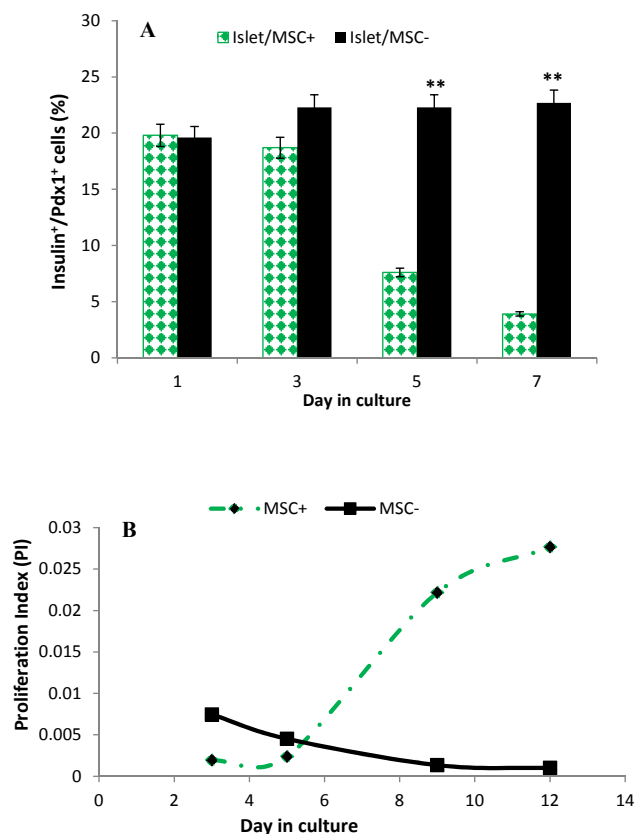 A
Islet/MSC+ Islet/MSC-
Insulin⁺/Pdx1⁺ cells (%)
30
25
20
15
10
5
0
** **
1 3 5 7
Day in culture
MSC+ MSC-
B
Proliferation Index (PI)
0.03
0.025
0.02
0.015
0.01
0.005
0
0 2 4 6 8 10 12 14
Day in culture